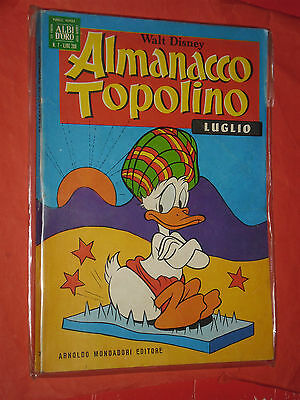 ALBI
D'ORO
Walt Disney
Almanacco
Topolino
LUGLIO
ARNOLDO MONDADORI EDITORE